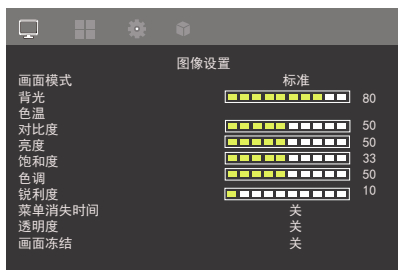 图像设置
画面模式 标准
背光 80
色温
对比度 50
亮度 50
饱和度 33
色调 50
锐利度 10
菜单消失时间 关
透明度 关
画面冻结 关